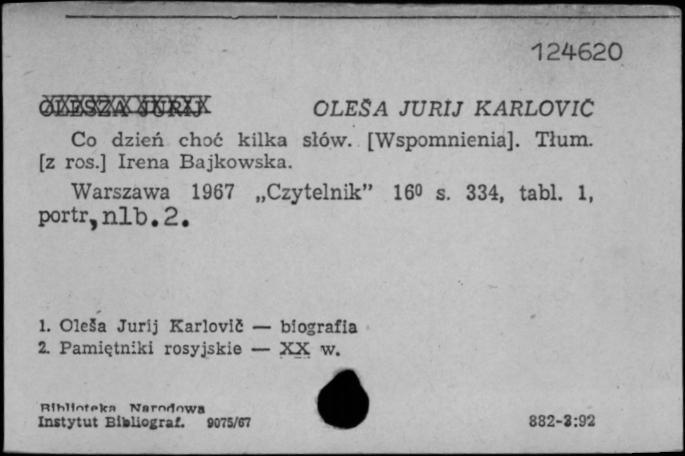 124620
OLESZA JURIJ OLEŠA JURIJ KARLOVIČ
Co dzień choć kilka słów. [Wspomnienia]. Tłum.
[z ros.] Irena Bajkowska.
Warszawa 1967 „Czytelnik” 16⁰ s. 334, tabl. 1,
portr, nlb. 2.
1. Oleša Jurij Karlovič — biografia
2. Pamiętniki rosyjskie — XX w.
Biblioteka Narodowa
Instytut Bibliograf. 9075/67 882-3:92